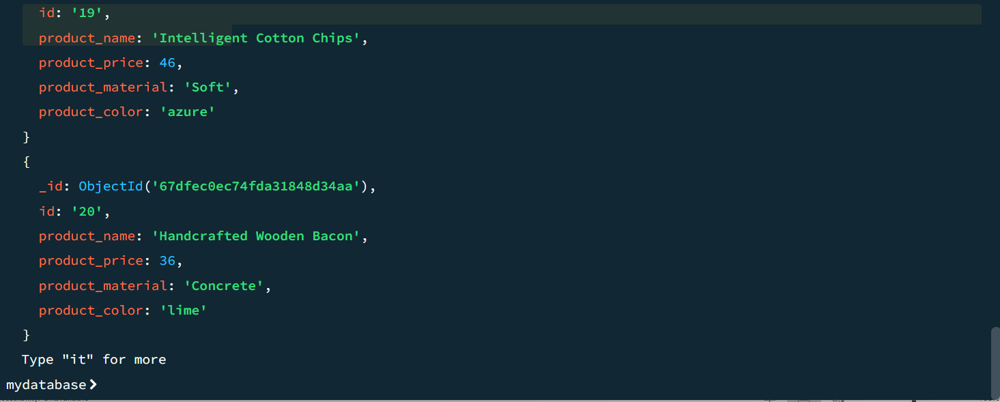 id: '19',
product_name: 'Intelligent Cotton Chips',
product_price: 46,
product_material: 'Soft',
product_color: 'azure'
}
{
_id: ObjectId('67dfec0ec74fda31848d34aa'),
id: '20',
product_name: 'Handcrafted Wooden Bacon',
product_price: 36,
product_material: 'Concrete',
product_color: 'lime'
}
Type "it" for more
mydatabase>